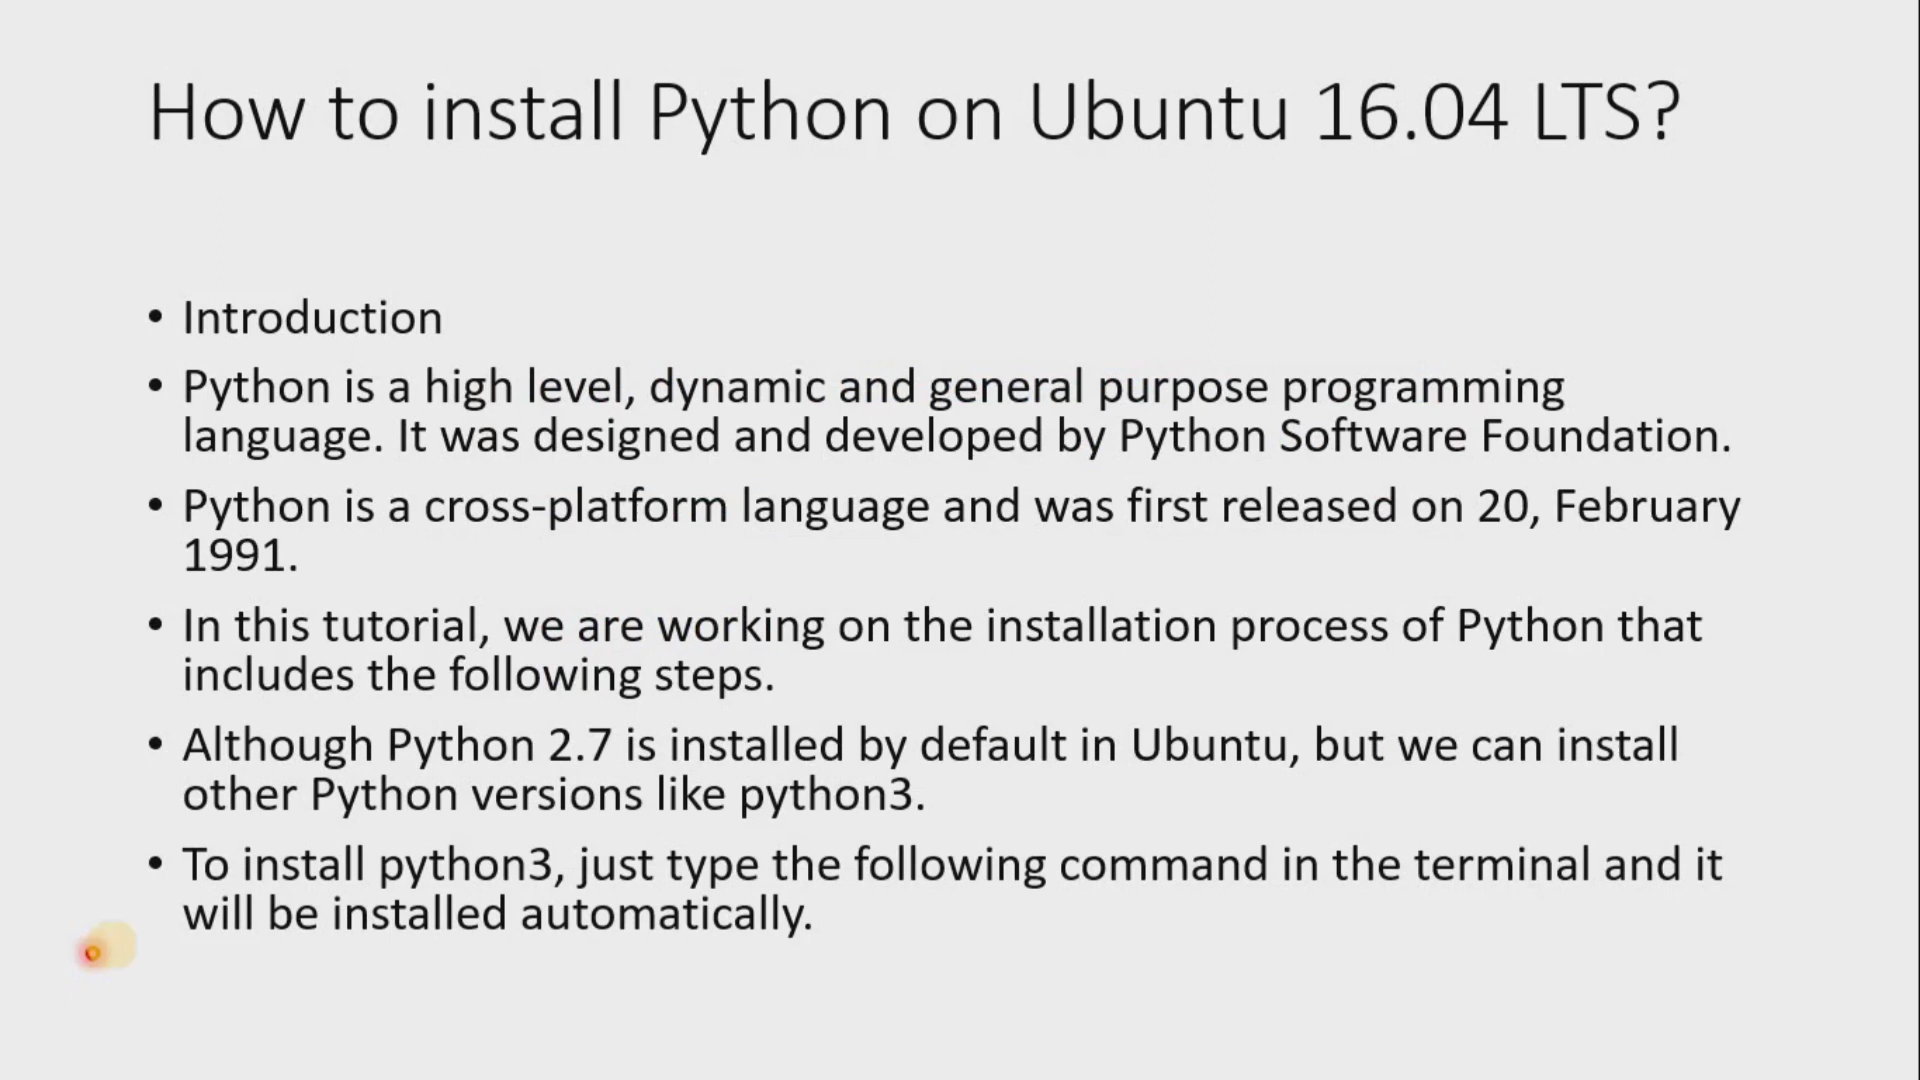 How to install Python on Ubuntu 16.04 LTS?
• Introduction
• Python is a high level, dynamic and general purpose programming
language. It was designed and developed by Python Software Foundation.
• Python is a cross-platform language and was first released on 20, February
1991.
• In this tutorial, we are working on the installation process of Python that
includes the following steps.
• Although Python 2.7 is installed by default in Ubuntu, but we can install
other Python versions like python3.
• To install python3, just type the following command in the terminal and it
will be installed automatically.